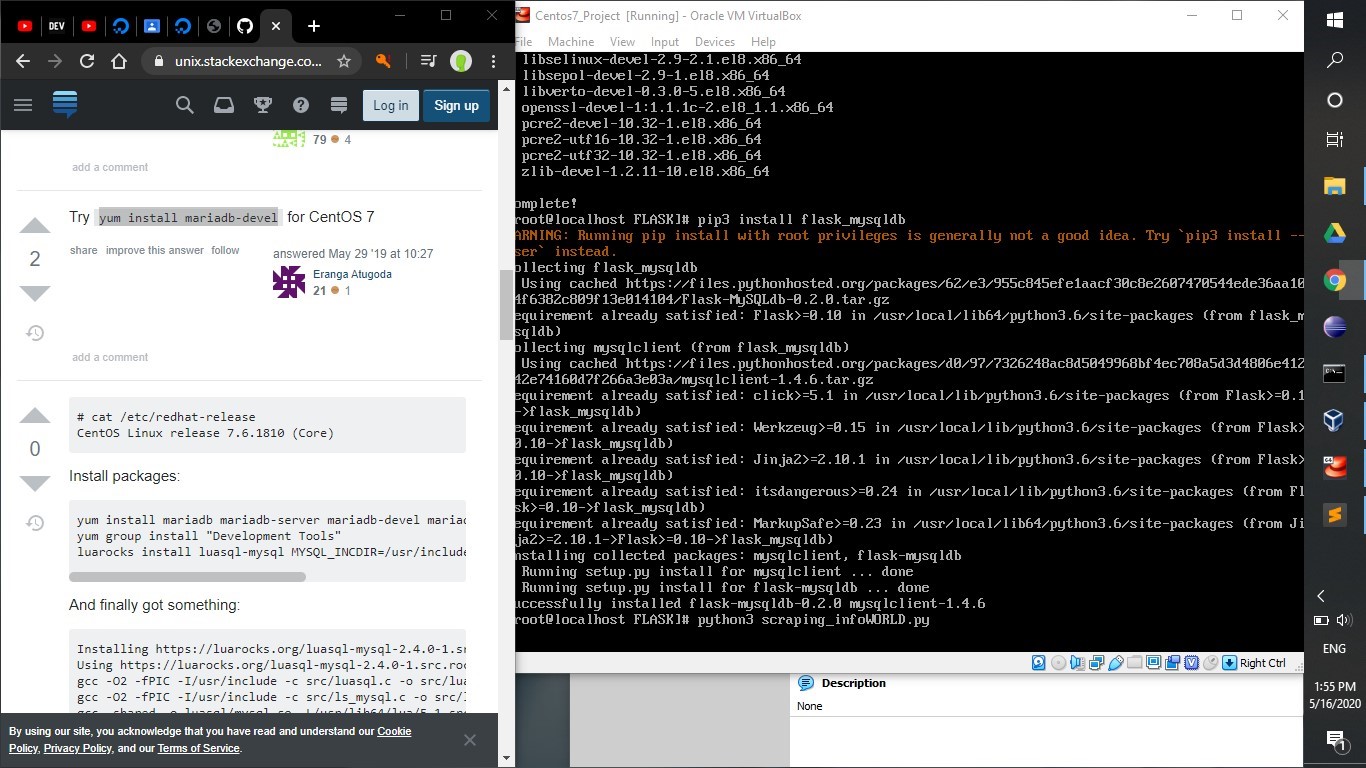 DEV
unix.stackexchange.co...
Log in
Sign up
79 4
add a comment
Try yum install mariadb-devel for CentOS 7
2
share improve this answer follow
answered May 29 '19 at 10:27
Eranga Atugoda
21 1
add a comment
0
# cat /etc/redhat-release
CentOS Linux release 7.6.1810 (Core)
Install packages:
yum install mariadb mariadb-server mariadb-devel mariad
yum group install "Development Tools"
luarocks install luasql-mysql MYSQL_INCDIR=/usr/include
And finally got something:
Installing https://luarocks.org/luasql-mysql-2.4.0-1.sr
Using https://luarocks.org/luasql-mysql-2.4.0-1.src.roc
gcc -O2 -fPIC -I/usr/include -c src/luasql.c -o src/lua
gcc -O2 -fPIC -I/usr/include -c src/ls_mysql.c -o src/l
By using our site, you acknowledge that you have read and understand our Cookie
Policy, Privacy Policy, and our Terms of Service.
Centos7_Project [Running] - Oracle VM VirtualBox
File Machine View Input Devices Help
libselinux-devel-2.9-2.1.el8.x86_64
libsepol-devel-2.9-1.el8.x86_64
libverto-devel-0.3.0-5.el8.x86_64
openssl-devel-1:1.1.1c-2.el8_1.1.x86_64
pcre2-devel-10.32-1.el8.x86_64
pcre2-utf16-10.32-1.el8.x86_64
pcre2-utf32-10.32-1.el8.x86_64
zlib-devel-1.2.11-10.el8.x86_64
omplete!
root@localhost FLASK]# pip3 install flask_mysqldb
ARNING: Running pip install with root privileges is generally not a good idea. Try `pip3 install --
ser` instead.
ollecting flask_mysqldb
Using cached https://files.pythonhosted.org/packages/62/e3/955c845efe1aacf30c8e2607470544ede36aa10
4f6382c809f13e014104/Flask-MySQLdb-0.2.0.tar.gz
equirement already satisfied: Flask>=0.10 in /usr/local/lib64/python3.6/site-packages (from flask_m
sqldb)
ollecting mysqlclient (from flask_mysqldb)
Using cached https://files.pythonhosted.org/packages/d0/97/7326248ac8d5049968bf4ec708a5d3d4806e412
42e74160d7f266a3e03a/mysqlclient-1.4.6.tar.gz
equirement already satisfied: click>=5.1 in /usr/local/lib/python3.6/site-packages (from Flask>=0.1
->flask_mysqldb)
equirement already satisfied: Werkzeug>=0.15 in /usr/local/lib/python3.6/site-packages (from Flask>
0.10->flask_mysqldb)
equirement already satisfied: Jinja2>=2.10.1 in /usr/local/lib/python3.6/site-packages (from Flask>
0.10->flask_mysqldb)
equirement already satisfied: itsdangerous>=0.24 in /usr/local/lib/python3.6/site-packages (from Fl
sk>=0.10->flask_mysqldb)
equirement already satisfied: MarkupSafe>=0.23 in /usr/local/lib64/python3.6/site-packages (from Ji
ja2>=2.10.1->Flask>=0.10->flask_mysqldb)
nstalling collected packages: mysqlclient, flask-mysqldb
Running setup.py install for mysqlclient ... done
Running setup.py install for flask-mysqldb ... done
uccessfully installed flask-mysqldb-0.2.0 mysqlclient-1.4.6
root@localhost FLASK]# python3 scraping_infoWORLD.py
Right Ctrl
Description
None
ENG
1:55 PM
5/16/2020
1